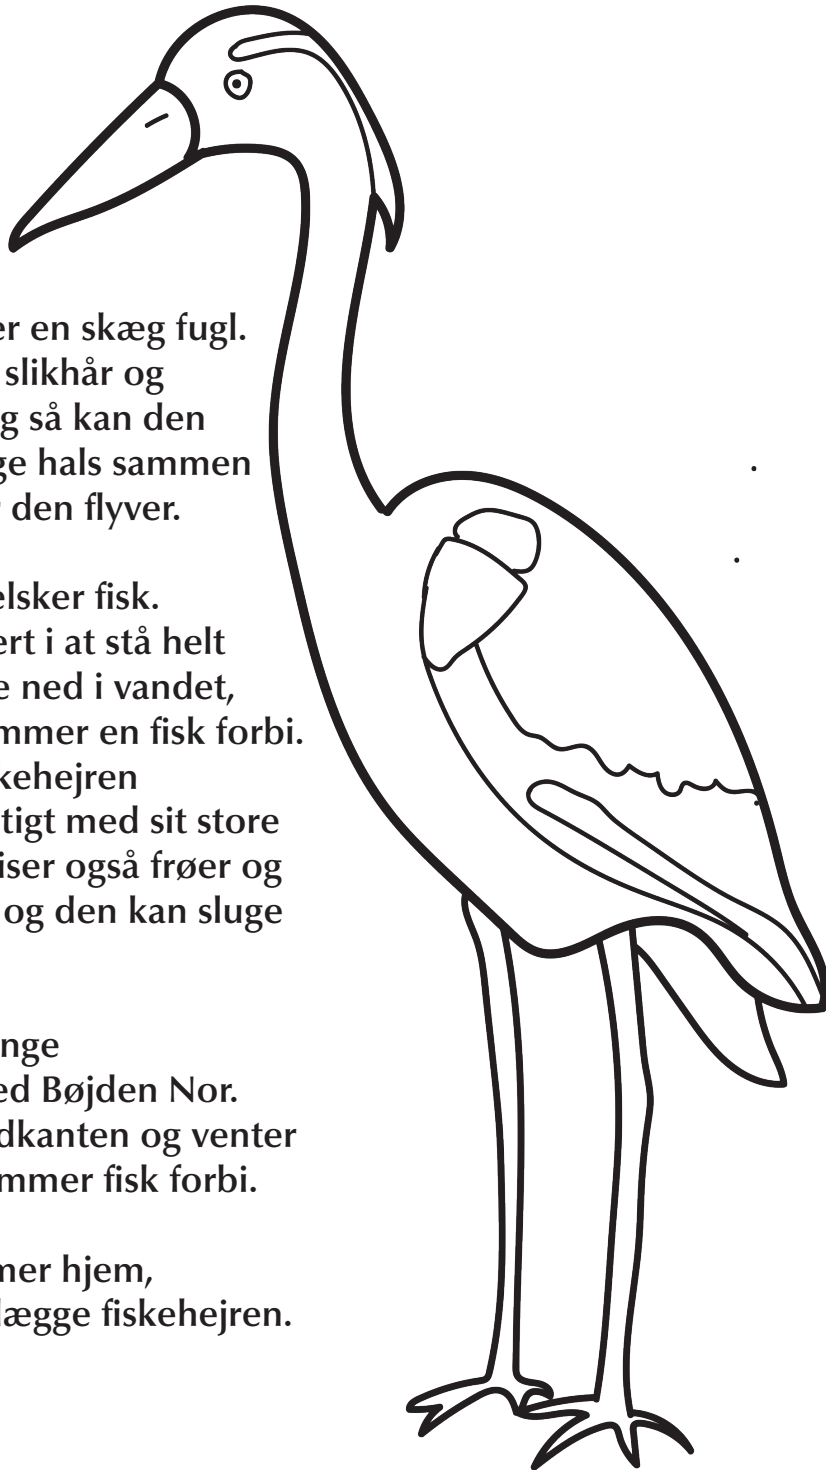 er en skæg fugl.
slikhår og
g så kan den
ge hals sammen
r den flyver.
elsker fisk.
ert i at stå helt
e ned i vandet,
mmer en fisk forbi.
kehejren
tigt med sit store
iser også frøer og
og den kan sluge
nge
ed Bøjden Nor.
dkanten og venter
mmer fisk forbi.
mer hjem,
lægge fiskehejren.